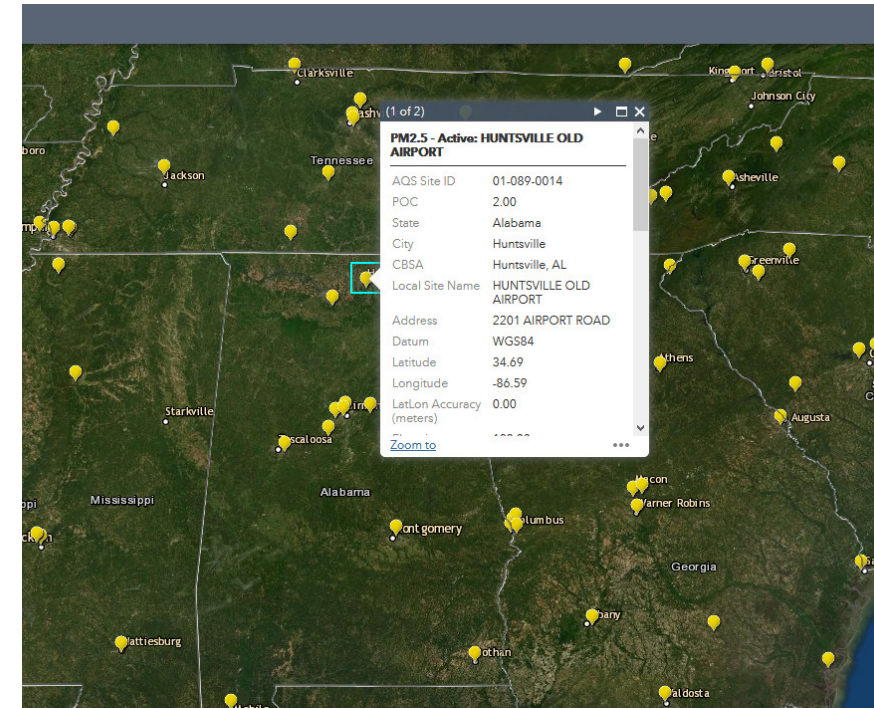 Clarksville
Kingsport
Bristol
Johnson City
(1 of 2)
PM2.5 - Active: HUNTSVILLE OLD
AIRPORT
AQS Site ID 01-089-0014
POC 2.00
State Alabama
City Huntsville
CBSA Huntsville, AL
Local Site Name HUNTSVILLE OLD
AIRPORT
Address 2201 AIRPORT ROAD
Datum WGS84
Latitude 34.69
Longitude -86.59
LatLon Accuracy 0.00
(meters)
Zoom to
boro
Tennessee
Jackson
Asheville
Greenville
Athens
Starkville
Tuscaloosa
Augusta
Mississippi
Alabama
Macon
Warner Robins
Montgomery
Columbus
Georgia
Albany
Hattiesburg
Dothan
Valdosta